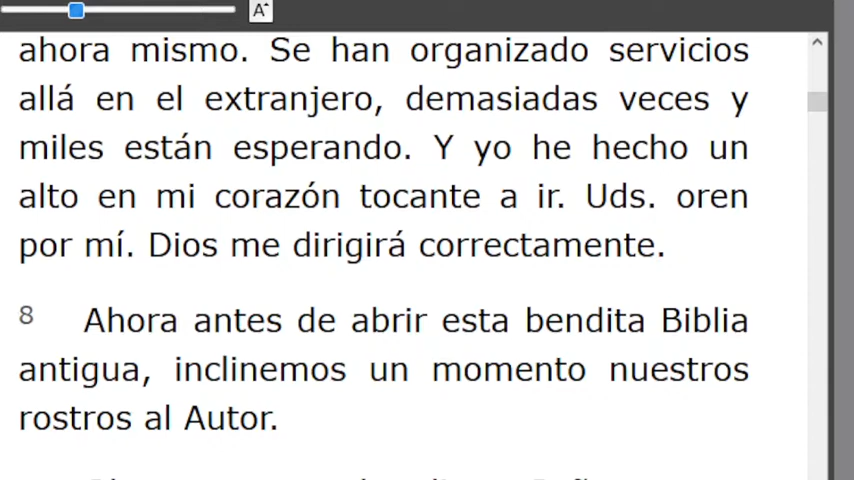 A
ahora mismo. Se han organizado servicios
allá en el extranjero, demasiadas veces y
miles están esperando. Y yo he hecho un
alto en mi corazón tocante a ir. Uds. oren
por mí. Dios me dirigirá correctamente.
8 Ahora antes de abrir esta bendita Biblia
antigua, inclinemos un momento nuestros
rostros al Autor.